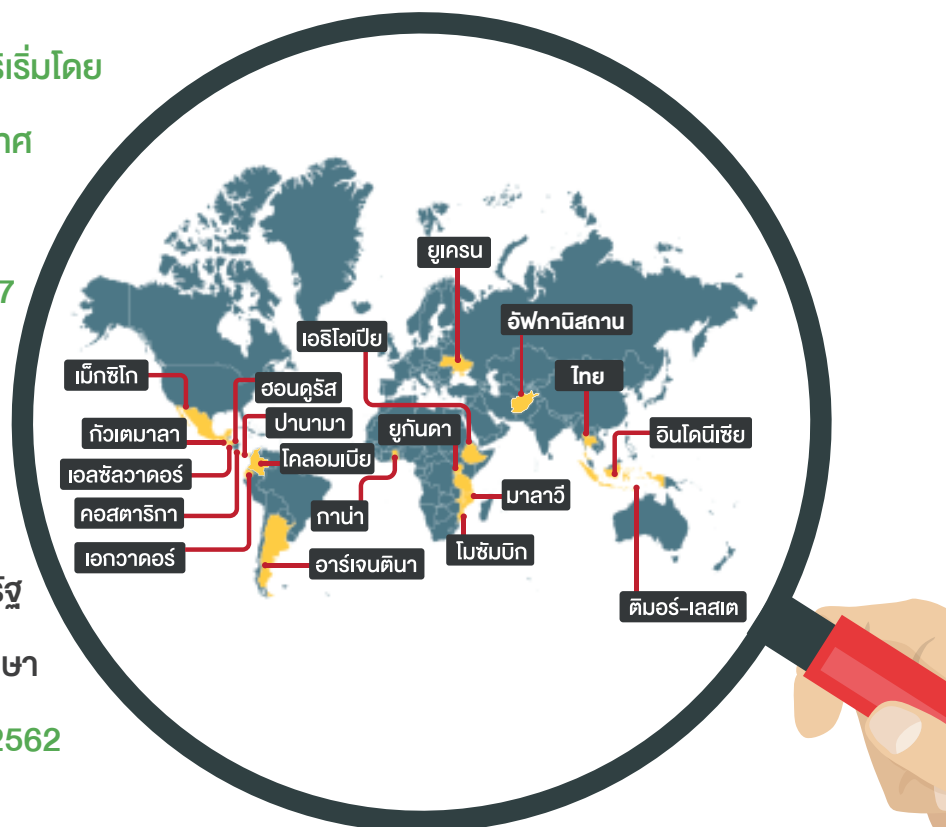 ริเริ่มโดย
7
ยูเครน
อัฟกานิสถาน
เอธิโอเปีย
ไทย
เม็กซิโก
ฮอนดูรัส
ปานามา
ยูกันดา
กัวเตมาลา
อินโดนีเซีย
โคลอมเบีย
เอลซัลวาดอร์
มาลาวี
คอสตาริกา
กาน่า
โมซัมบิก
เอกวาดอร์
อาร์เจนตินา
ติมอร์-เลสเต
รัฐ
2562